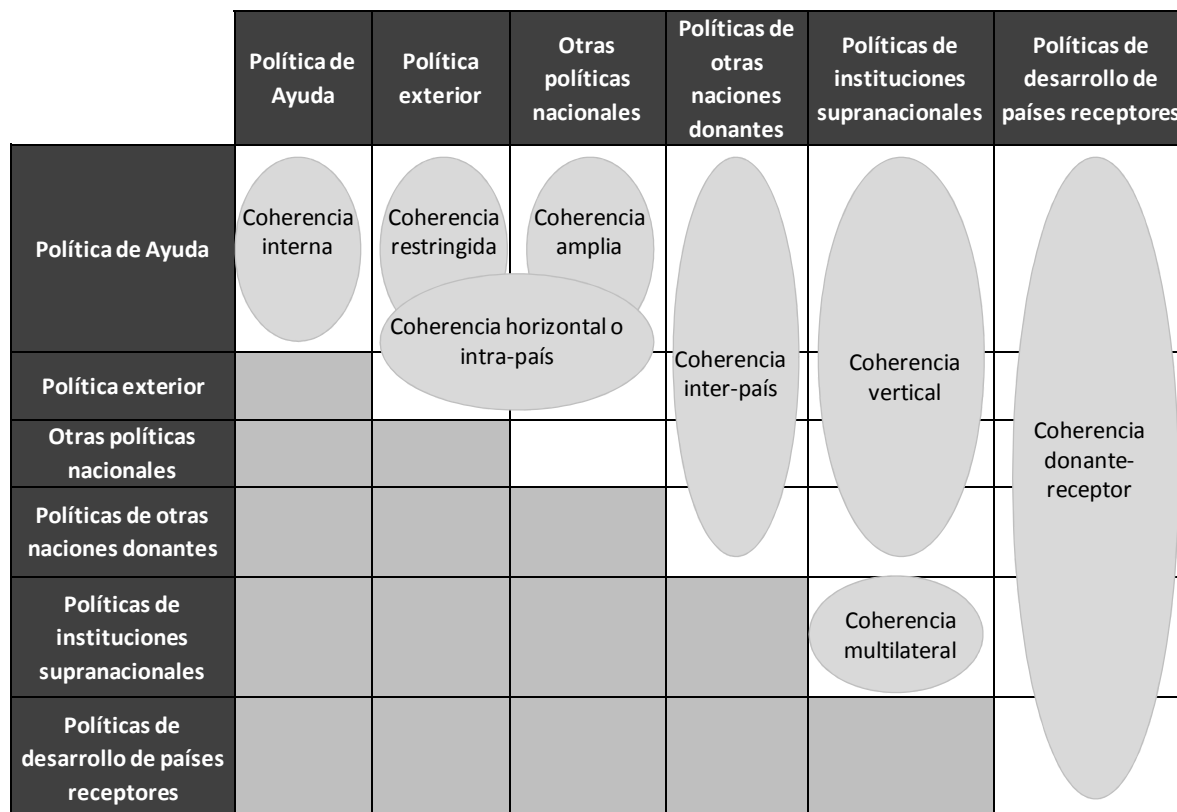 Política de
Ayuda
Política
exterior
Otras
políticas
nacionales
Políticas de
otras
naciones
donantes
Políticas de
instituciones
supranacionales
Políticas de
desarrollo de
países receptores
Política de Ayuda
Coherencia
interna
Coherencia
restringida
Coherencia
amplia
Coherencia horizontal o
intra-país
Coherencia
inter-país
Coherencia
vertical
Coherencia
donante-
receptor
Política exterior
Otras políticas
nacionales
Políticas de otras
naciones donantes
Políticas de
instituciones
supranacionales
Coherencia
multilateral
Políticas de
desarrollo de países
receptores